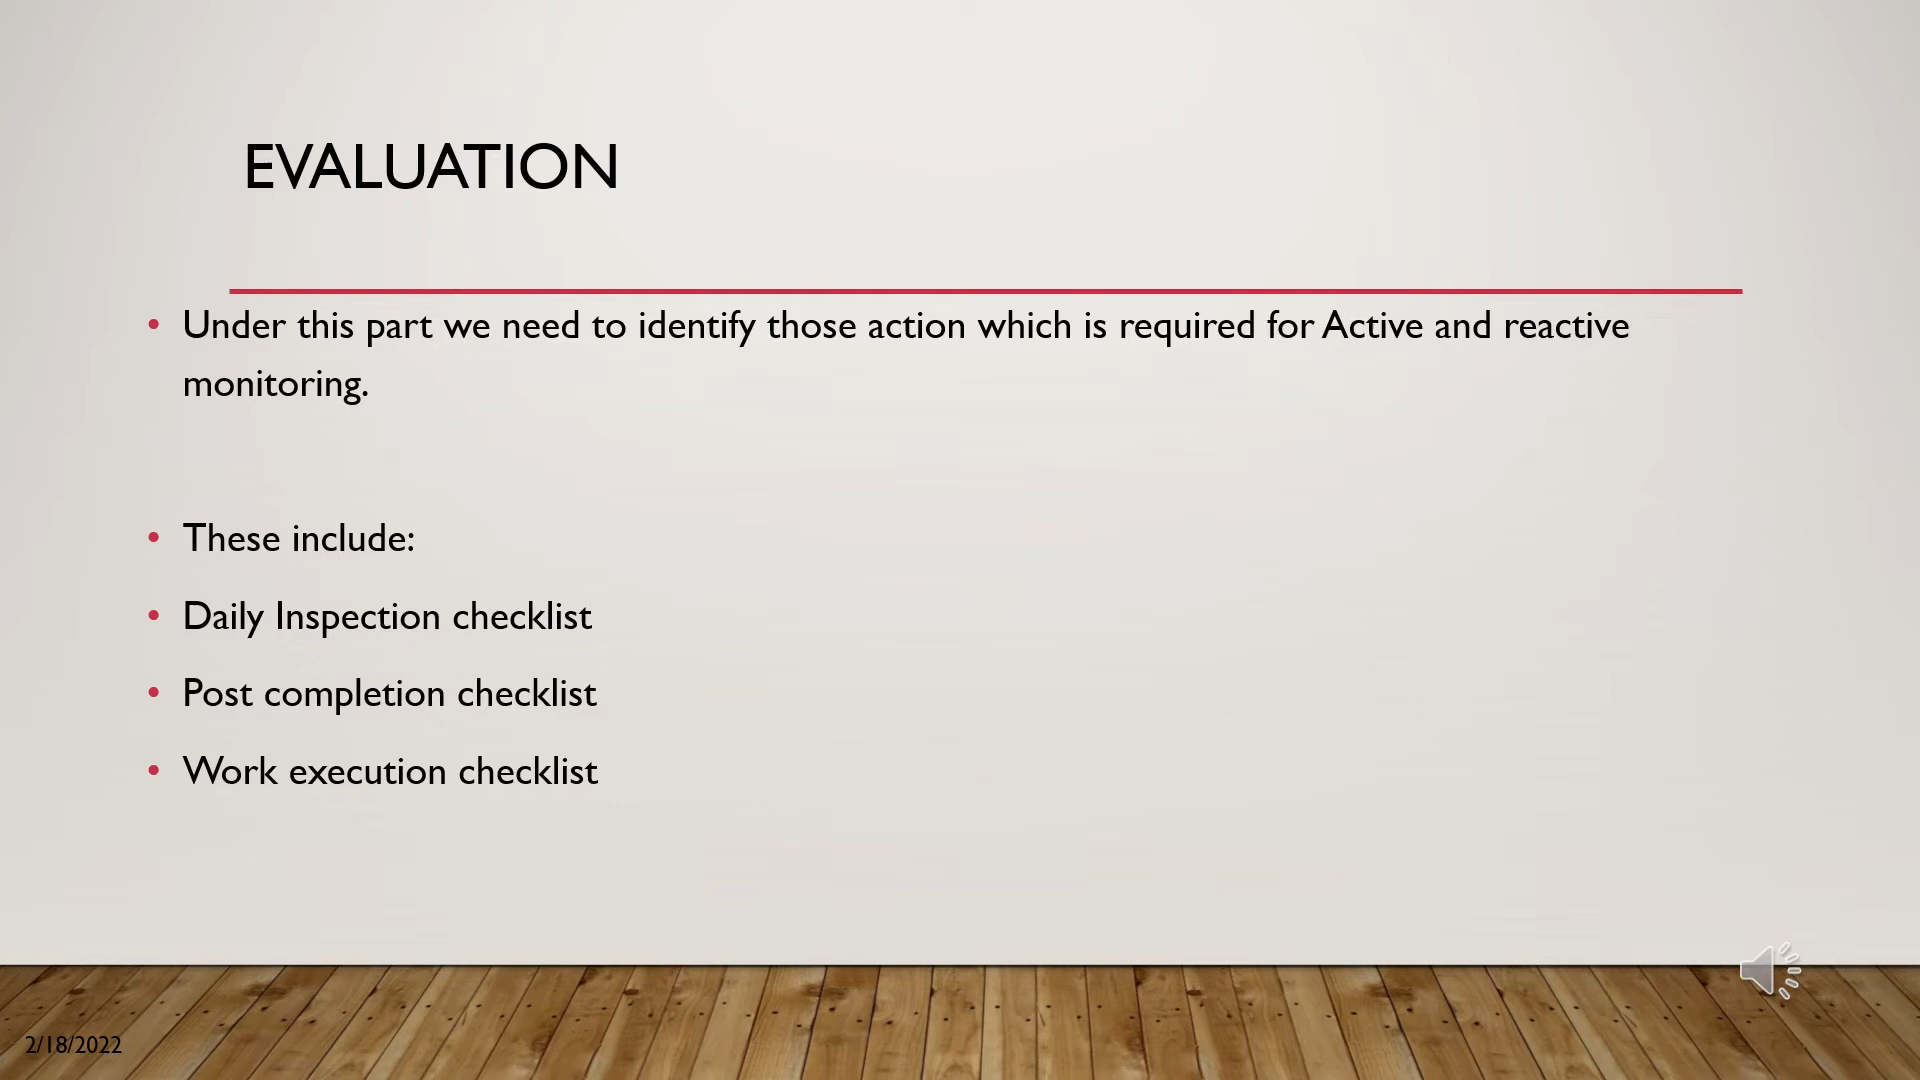 EVALUATION
• Under this part we need to identify those action which is required for Active and reactive
monitoring.
• These include:
• Daily Inspection checklist
• Post completion checklist
• Work execution checklist
2/18/2022